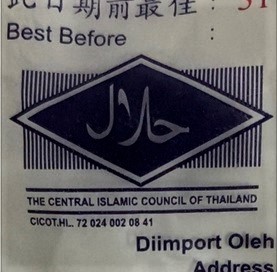 此日期前最佳 : 31
Best Before :
حلال
THE CENTRAL ISLAMIC COUNCIL OF THAILAND
CICOT.HL. 72 024 002 08 41
Diimport Oleh
Address